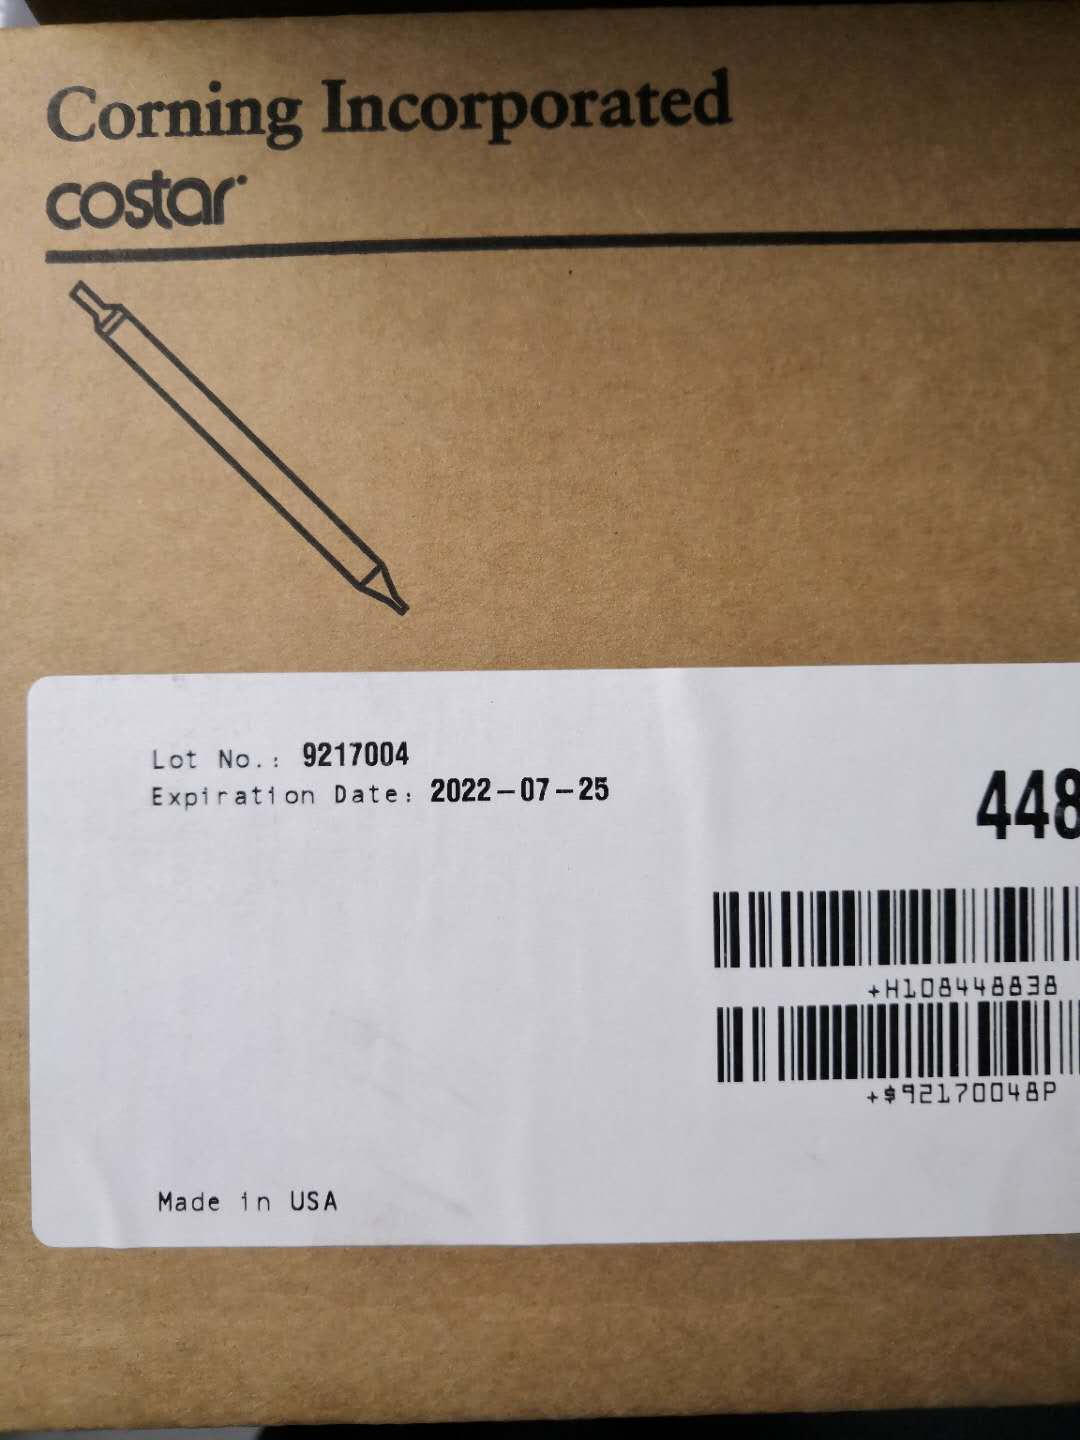 Corning Incorporated
costar
Lot No.: 9217004
Expiration Date: 2022-07-25
448
+H108448838
+$92170048P
Made in USA